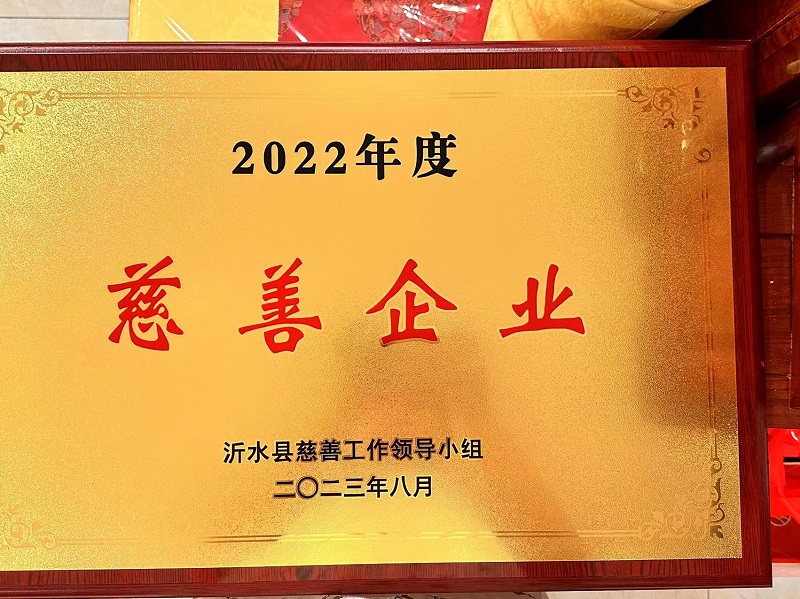 2022年度
慈善企业
沂水县慈善工作领导小组
二〇二三年八月